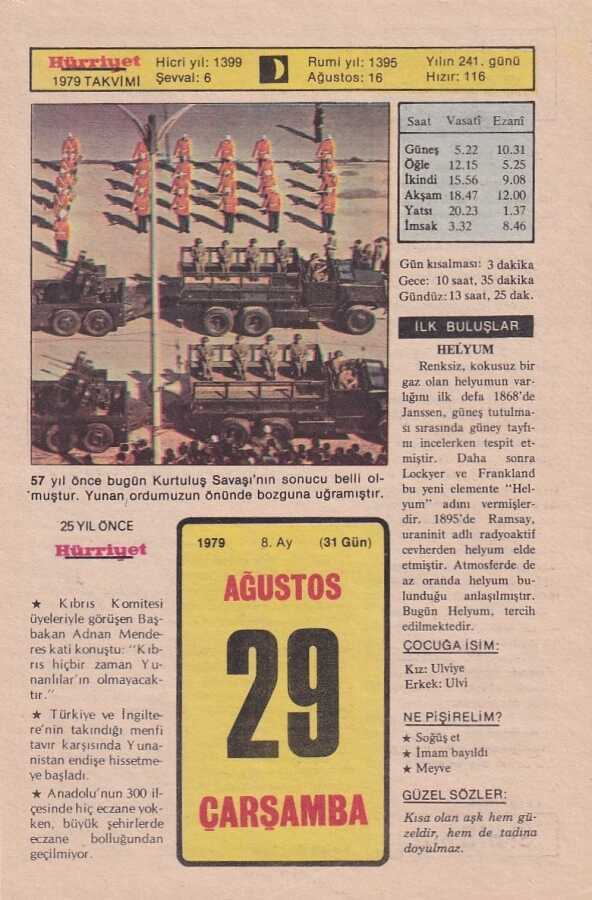 Hürriyet
1979 TAKVİMİ
Hicri yıl: 1399
Şevval: 6
Rumi yıl: 1395
Ağustos: 16
Yılın 241. günü
Hızır: 116
Saat Vasatî Ezanî
Güneş 5.22 10.31
Öğle 12.15 5.25
İkindi 15.56 9.08
Akşam 18.47 12.00
Yatsı 20.23 1.37
İmsak 3.32 8.46
Gün kısalması: 3 dakika
Gece: 10 saat, 35 dakika
Gündüz: 13 saat, 25 dak.
İLK BULUŞLAR
HELYUM
Renksiz, kokusuz bir
gaz olan helyumun var-
lığını ilk defa 1868'de
Janssen, güneş tutulma-
sı sırasında güney tayfı-
nı incelerken tespit et-
miştir. Daha sonra
Lockyer ve Frankland
bu yeni elemente "Hel-
yum" adını vermişler-
dir. 1895'de Ramsay,
uraninit adlı radyoaktif
cevherden helyum elde
etmiştir. Atmosferde de
az oranda helyum bu-
lunduğu anlaşılmıştır.
Bugün Helyum, tercih
edilmektedir.
ÇOCUĞA İSİM:
Kız: Ulviye
Erkek: Ulvi
NE PİŞİRELİM?
★ Söğüş et
★ İmam bayıldı
★ Meyve
GÜZEL SÖZLER:
Kısa olan aşk hem gü-
zeldir, hem de tadına
doyulmaz.
57 yıl önce bugün Kurtuluş Savaşı'nın sonucu belli ol-
muştur. Yunan ordumuzun önünde bozguna uğramıştır.
25 YIL ÖNCE
Hürriyet
★ Kıbrıs Komitesi
üyeleriyle görüşen Baş-
bakan Adnan Mende-
res kati konuştu: "Kıb-
rıs hiçbir zaman Yu-
nanlılar'ın olmayacak-
tır."
★ Türkiye ve İngilte-
re'nin takındığı menfi
tavır karşısında Yuna-
nistan endişe hissetme-
ye başladı.
★ Anadolu'nun 300 il-
çesinde hiç eczane yok-
ken, büyük şehirlerde
eczane bolluğundan
geçilmiyor.
1979 8. Ay (31 Gün)
AĞUSTOS
29
ÇARŞAMBA